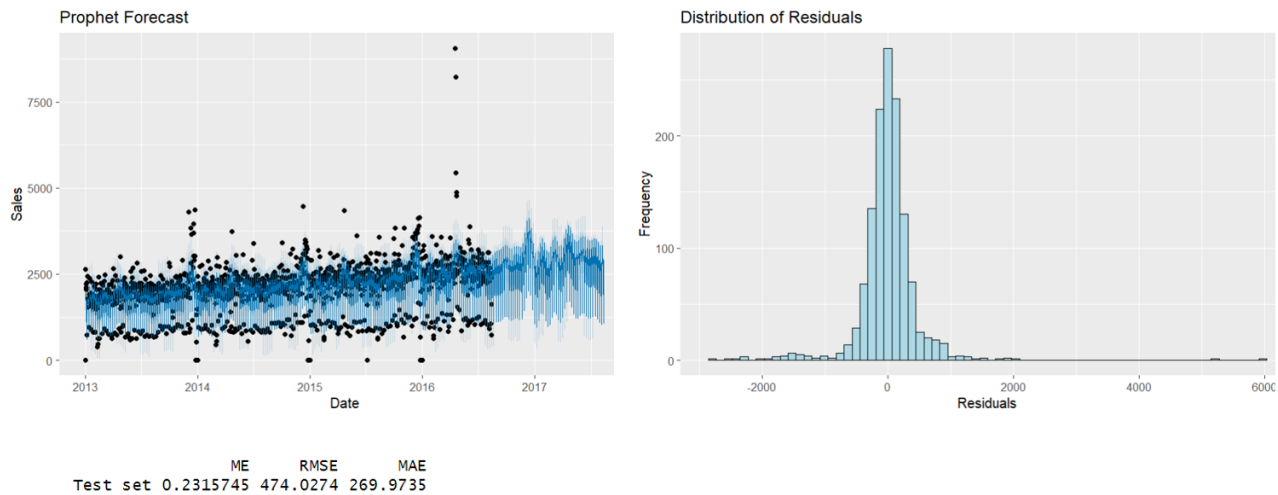 Prophet Forecast
7500
5000
2500
0
Sales
2013 2014 2015 2016 2017
Date
Distribution of Residuals
200
100
0
Frequency
-2000 0 2000 4000 6000
Residuals
ME RMSE MAE
Test set 0.2315745 474.0274 269.9735